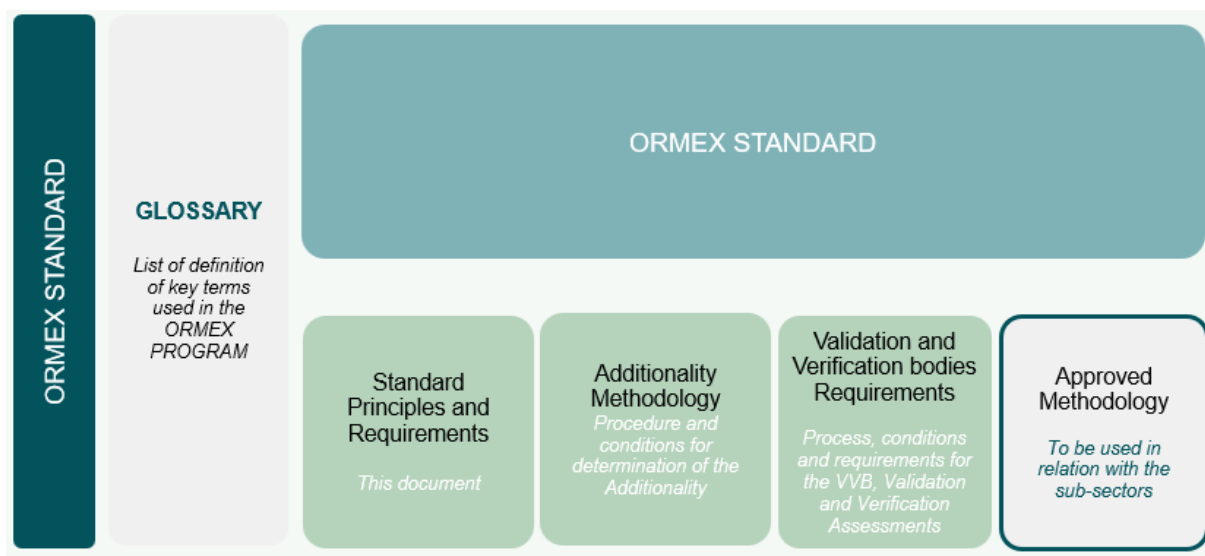 ORMEX STANDARD
GLOSSARY
List of definition
of key terms
used in the
ORMEX
PROGRAM
ORMEX STANDARD
Standard
Principles and
Requirements
This document
Additionality
Methodology
Procedure and
conditions for
determination of the
Additionality
Validation and
Verification bodies
Requirements
Process, conditions
and requirements for
the VVB, Validation
and Verification
Assessments
Approved
Methodology
To be used in
relation with the
sub-sectors